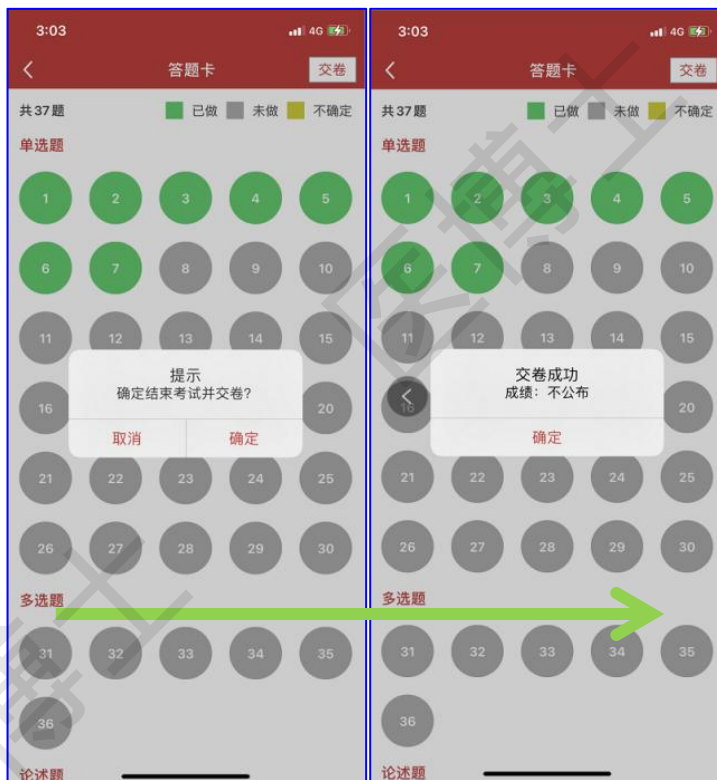 3:03
4G
答题卡
交卷
共37题
已做
未做
不确定
单选题
1 2 3 4 5
6 7 8 9 10
11 12 13 14 15
16
20
提示
确定结束考试并交卷?
取消
确定
21 22 23 24 25
26 27 28 29 30
多选题
31 32 33 34 35
36
论述题
3:03
4G
答题卡
交卷
共37题
已做
未做
不确定
单选题
1 2 3 4 5
6 7 8 9 10
11 12 13 14 15
16
20
交卷成功
成绩：不公布
确定
21 22 23 24 25
26 27 28 29 30
多选题
31 32 33 34 35
36
论述题
医博士
博士